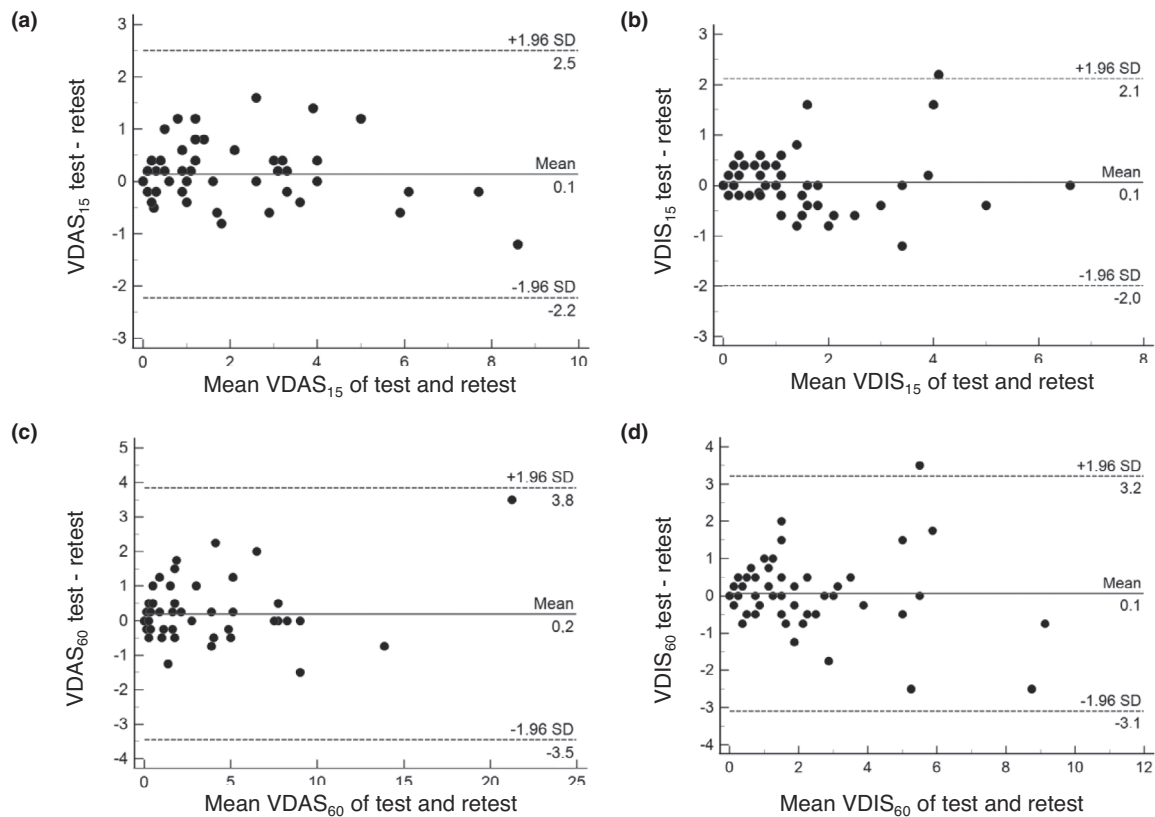 (a)
3
2
1
0
-1
-2
-3
VDAS15 test - retest
+1.96 SD
2.5
Mean
0.1
-1.96 SD
-2.2
0 2 4 6 8 10
Mean VDAS15 of test and retest
(b)
3
2
1
0
-1
-2
-3
VDIS15 test - retest
+1.96 SD
2.1
Mean
0.1
-1.96 SD
-2,0
0 2 4 6 8
Mean VDIS15 of test and retest
(c)
5
4
3
2
1
0
-1
-2
-3
-4
VDAS60 test - retest
+1.96 SD
3.8
Mean
0,2
-1.96 SD
-3.5
0 5 10 15 20 25
Mean VDAS60 of test and retest
(d)
4
3
2
1
0
-1
-2
-3
-4
VDIS60 test - retest
+1.96 SD
3.2
Mean
0.1
-1.96 SD
-3.1
0 2 4 6 8 10 12
Mean VDIS60 of test and retest